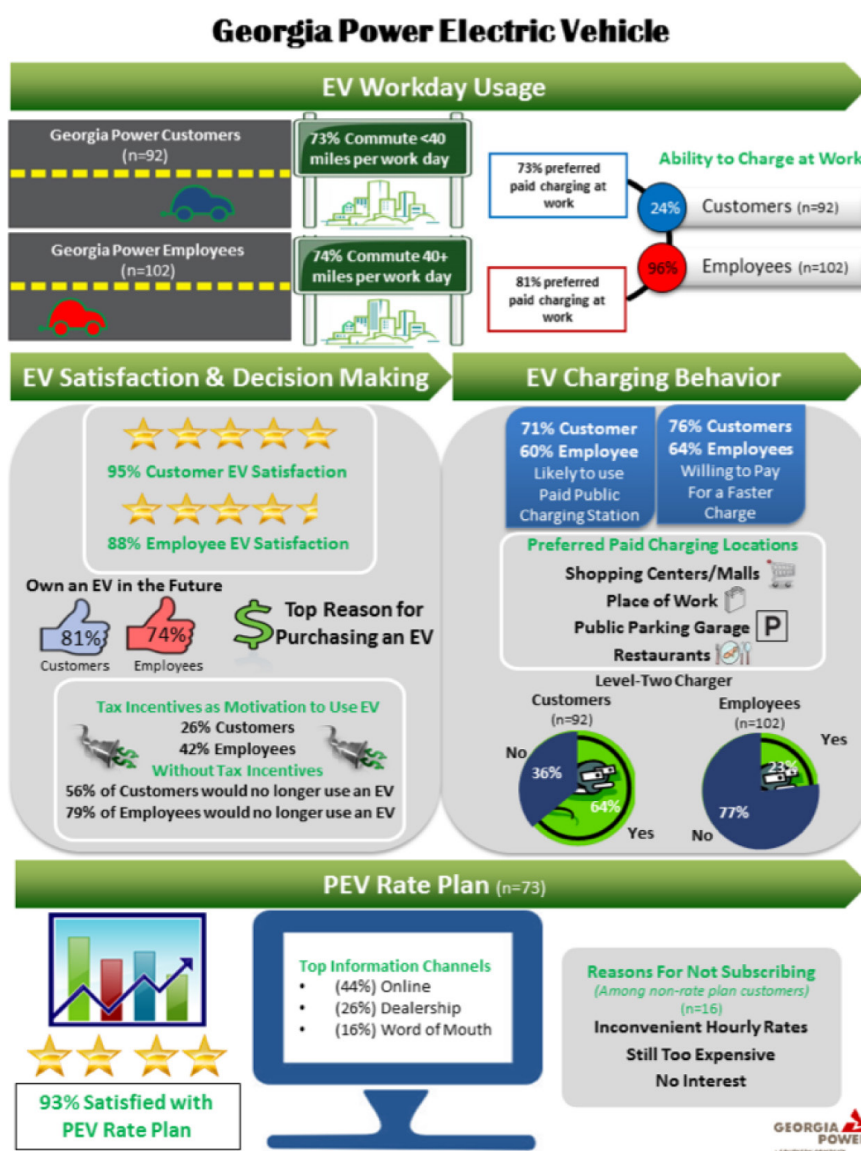 Georgia Power Electric Vehicle
EV Workday Usage
Georgia Power Customers
(n=92)
73% Commute <40
miles per work day
Georgia Power Employees
(n=102)
74% Commute 40+
miles per work day
73% preferred
paid charging at
work
81% preferred
paid charging at
work
Ability to Charge at Work
24%
Customers (n=92)
96%
Employees (n=102)
EV Satisfaction & Decision Making
95% Customer EV Satisfaction
88% Employee EV Satisfaction
Own an EV in the Future
81%
Customers
74%
Employees
$
Top Reason for
Purchasing an EV
Tax Incentives as Motivation to Use EV
26% Customers
42% Employees
Without Tax Incentives
56% of Customers would no longer use an EV
79% of Employees would no longer use an EV
EV Charging Behavior
71% Customer
60% Employee
Likely to use
Paid Public
Charging Station
76% Customers
64% Employees
Willing to Pay
For a Faster
Charge
Preferred Paid Charging Locations
Shopping Centers/Malls
Place of Work
Public Parking Garage P
Restaurants
Level-Two Charger
Customers
(n=92)
No
36%
64%
Yes
Employees
(n=102)
Yes
23%
77%
No
PEV Rate Plan (n=73)
93% Satisfied with
PEV Rate Plan
Top Information Channels
• (44%) Online
• (26%) Dealership
• (16%) Word of Mouth
Reasons For Not Subscribing
(Among non-rate plan customers)
(n=16)
Inconvenient Hourly Rates
Still Too Expensive
No Interest
GEORGIA
POWER